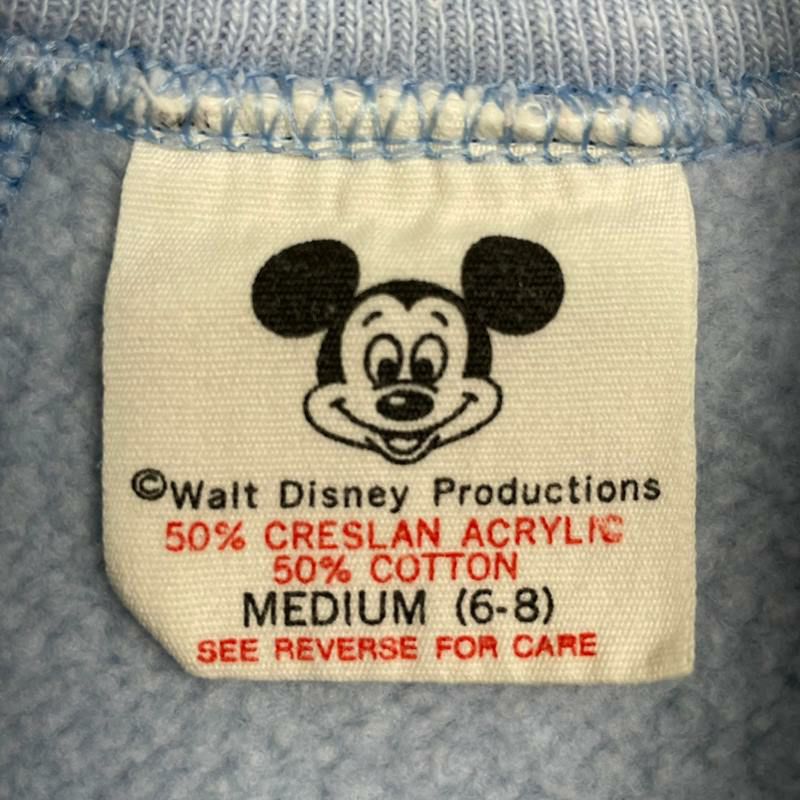 ©Walt Disney Productions
50% CRESLAN ACRYLIC
50% COTTON
MEDIUM (6-8)
SEE REVERSE FOR CARE